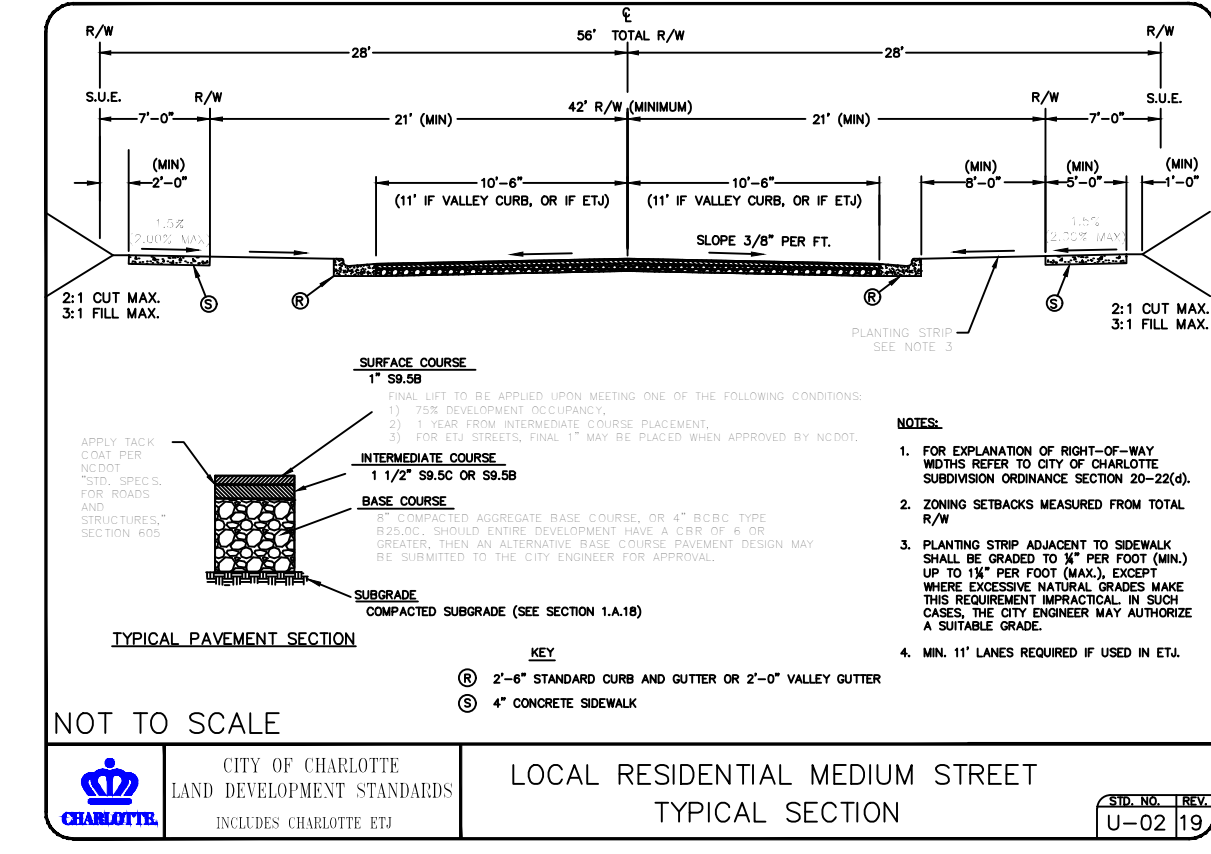 ℄
R/W
56' TOTAL R/W
R/W
28'
28'
S.U.E.
R/W
42' R/W (MINIMUM)
R/W
S.U.E.
7'-0"
21' (MIN)
21' (MIN)
7'-0"
(MIN)
2'-0"
10'-6"
(11' IF VALLEY CURB, OR IF ETJ)
10'-6"
(11' IF VALLEY CURB, OR IF ETJ)
(MIN)
8'-0"
(MIN)
5'-0"
(MIN)
1'-0"
1.5%
(2.00% MAX)
SLOPE 3/8" PER FT.
1.5%
(2.00% MAX)
2:1 CUT MAX.
3:1 FILL MAX.
S
R
R
S
2:1 CUT MAX.
3:1 FILL MAX.
PLANTING STRIP
SEE NOTE 3
SURFACE COURSE
1" S9.5B
FINAL LIFT TO BE APPLIED UPON MEETING ONE OF THE FOLLOWING CONDITIONS:
1) 75% DEVELOPMENT OCCUPANCY,
2) 1 YEAR FROM INTERMEDIATE COURSE PLACEMENT,
3) FOR ETJ STREETS, FINAL 1" MAY BE PLACED WHEN APPROVED BY NCDOT.
APPLY TACK
COAT PER
NCDOT
"STD. SPECS.
FOR ROADS
AND
STRUCTURES,"
SECTION 605
INTERMEDIATE COURSE
1 1/2" S9.5C OR S9.5B
BASE COURSE
8" COMPACTED AGGREGATE BASE COURSE, OR 4" BCBC TYPE
B25.0C. SHOULD ENTIRE DEVELOPMENT HAVE A CBR OF 6 OR
GREATER, THEN AN ALTERNATIVE BASE COURSE PAVEMENT DESIGN MAY
BE SUBMITTED TO THE CITY ENGINEER FOR APPROVAL.
SUBGRADE
COMPACTED SUBGRADE (SEE SECTION 1.A.18)
TYPICAL PAVEMENT SECTION
KEY
R 2'-6" STANDARD CURB AND GUTTER OR 2'-0" VALLEY GUTTER
S 4" CONCRETE SIDEWALK
NOTES:
1. FOR EXPLANATION OF RIGHT-OF-WAY
WIDTHS REFER TO CITY OF CHARLOTTE
SUBDIVISION ORDINANCE SECTION 20-22(d).
2. ZONING SETBACKS MEASURED FROM TOTAL
R/W
3. PLANTING STRIP ADJACENT TO SIDEWALK
SHALL BE GRADED TO ¼" PER FOOT (MIN.)
UP TO 1¼" PER FOOT (MAX.), EXCEPT
WHERE EXCESSIVE NATURAL GRADES MAKE
THIS REQUIREMENT IMPRACTICAL. IN SUCH
CASES, THE CITY ENGINEER MAY AUTHORIZE
A SUITABLE GRADE.
4. MIN. 11' LANES REQUIRED IF USED IN ETJ.
NOT TO SCALE
CHARLOTTE.
CITY OF CHARLOTTE
LAND DEVELOPMENT STANDARDS
INCLUDES CHARLOTTE ETJ
LOCAL RESIDENTIAL MEDIUM STREET
TYPICAL SECTION
STD. NO. REV.
U-02 19